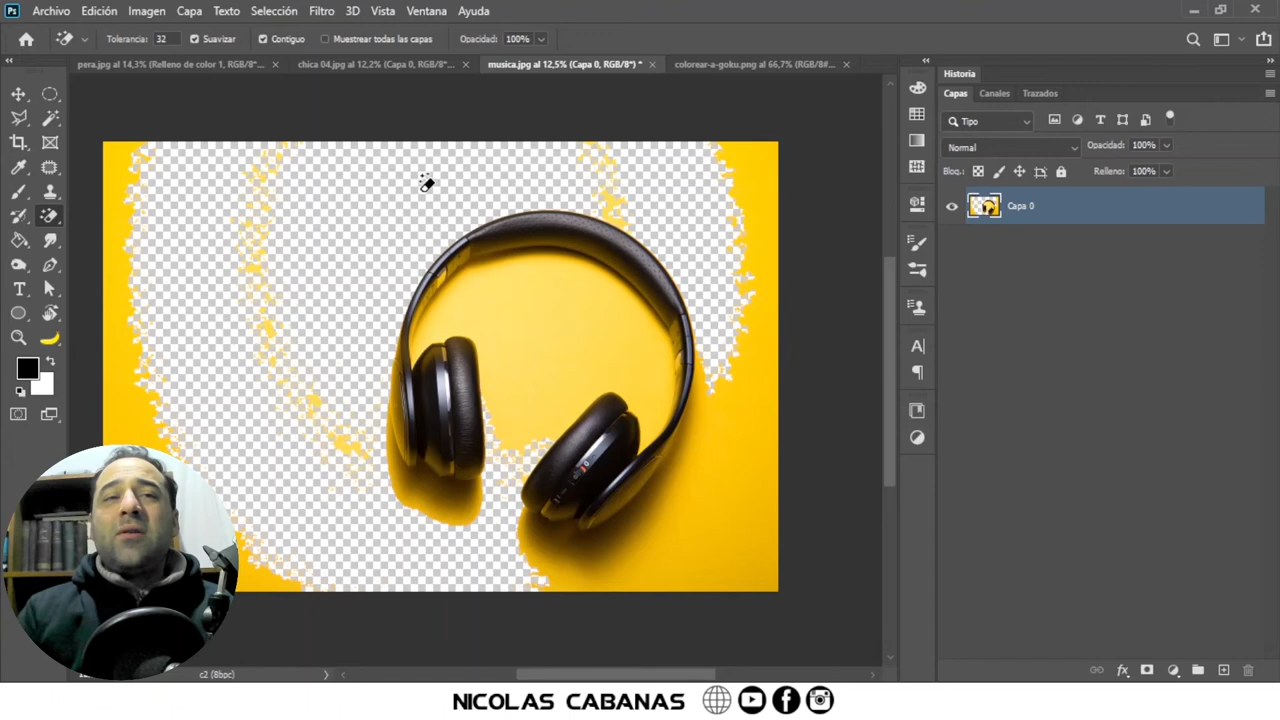 Ps Archivo Edición Imagen Capa Texto Selección Filtro 3D Vista Ventana Ayuda
Tolerancia: 32 Suavizar Contiguo Muestrear todas las capas Opacidad: 100%
pera.jpg al 14,3% (Relleno de color 1, RGB/8*) × chica 04.jpg al 12,2% (Capa 0, RGB/8*... × musica.jpg al 12,5% (Capa 0, RGB/8*) * × colorear-a-goku.png al 66,7% (RGB/8#... ×
Historia
Capas Canales Trazados
Tipo
Normal Opacidad: 100%
Bloq.: Relleno: 100%
Capa 0
c2 (8bpc)
NICOLAS CABANAS